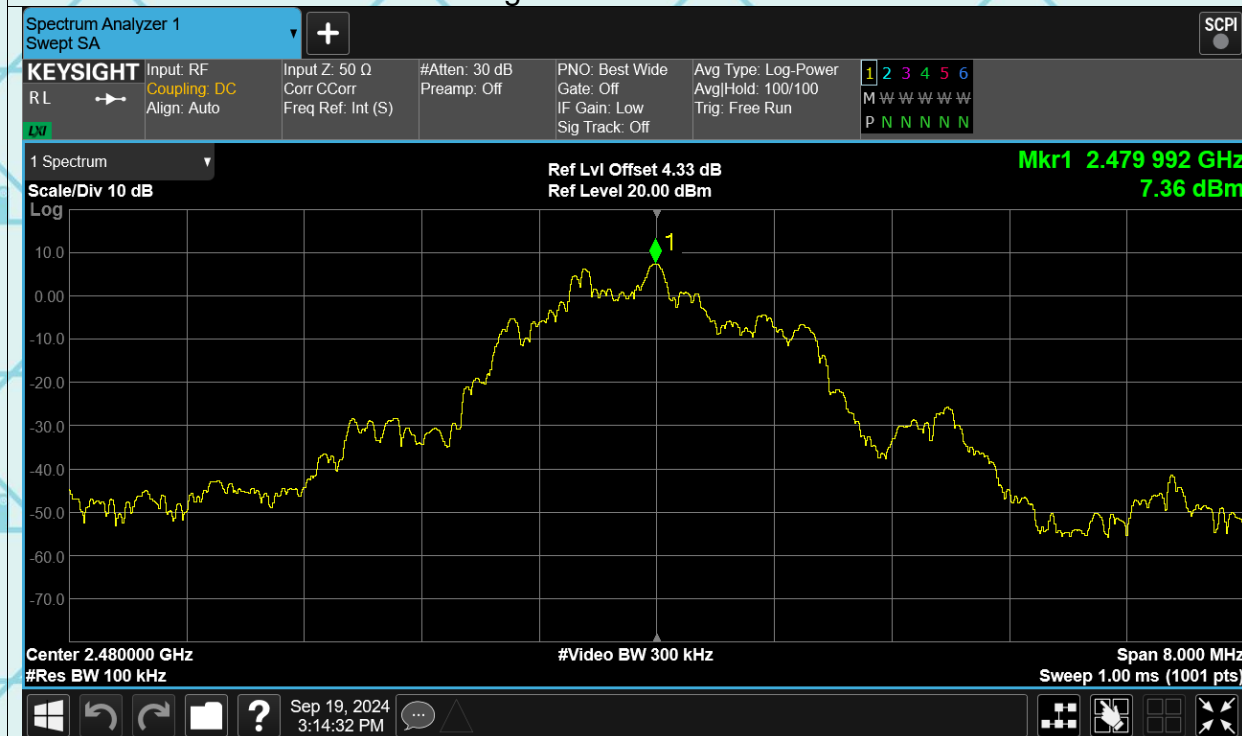 Spectrum Analyzer 1
Swept SA
+
SCPI
KEYSIGHT
RL
LXI
Input: RF
Coupling: DC
Align: Auto
Input Z: 50 Ω
Corr CCorr
Freq Ref: Int (S)
#Atten: 30 dB
Preamp: Off
PNO: Best Wide
Gate: Off
IF Gain: Low
Sig Track: Off
Avg Type: Log-Power
Avg|Hold: 100/100
Trig: Free Run
1 2 3 4 5 6
M W W W W W
P N N N N N
1 Spectrum
Scale/Div 10 dB
Log
Ref Lvl Offset 4.33 dB
Ref Level 20.00 dBm
Mkr1 2.479 992 GHz
7.36 dBm
1
10.0
0.00
-10.0
-20.0
-30.0
-40.0
-50.0
-60.0
-70.0
Center 2.480000 GHz
#Res BW 100 kHz
#Video BW 300 kHz
Span 8.000 MHz
Sweep 1.00 ms (1001 pts)
?
Sep 19, 2024
3:14:32 PM